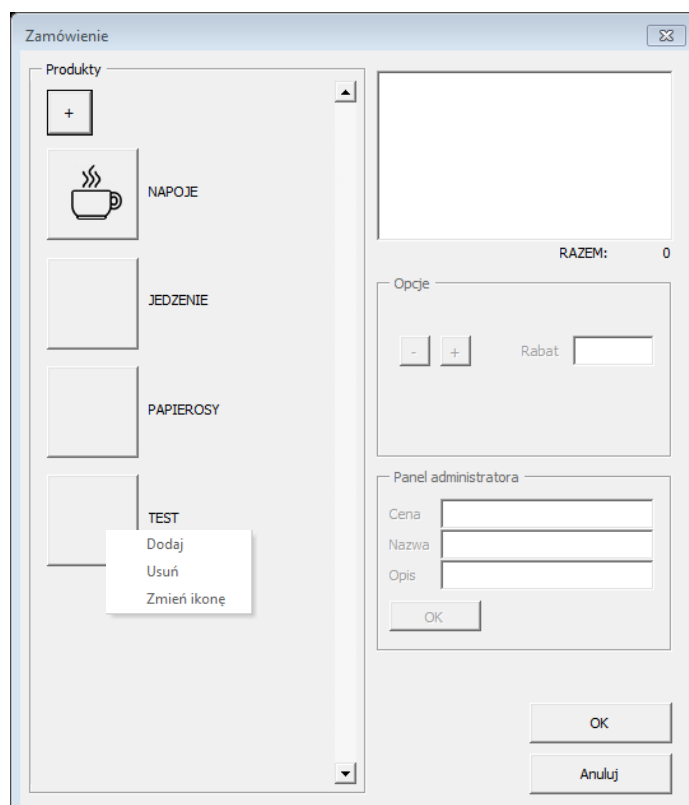 Zamówienie
Produkty
+
NAPOJE
JEDZENIE
PAPIEROSY
TEST
Dodaj
Usuń
Zmień ikonę
RAZEM: 0
Opcje
- + Rabat
Panel administratora
Cena
Nazwa
Opis
OK
OK
Anuluj